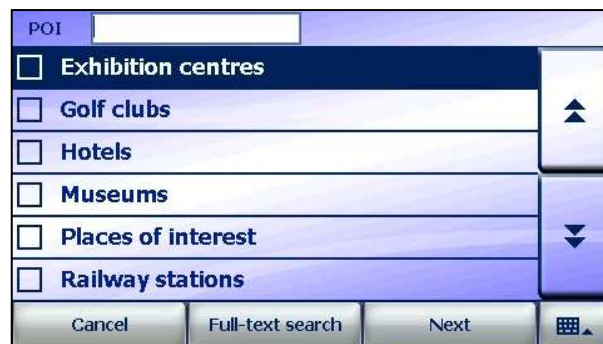 POI
Exhibition centres
Golf clubs
Hotels
Museums
Places of interest
Railway stations
Cancel Full-text search Next